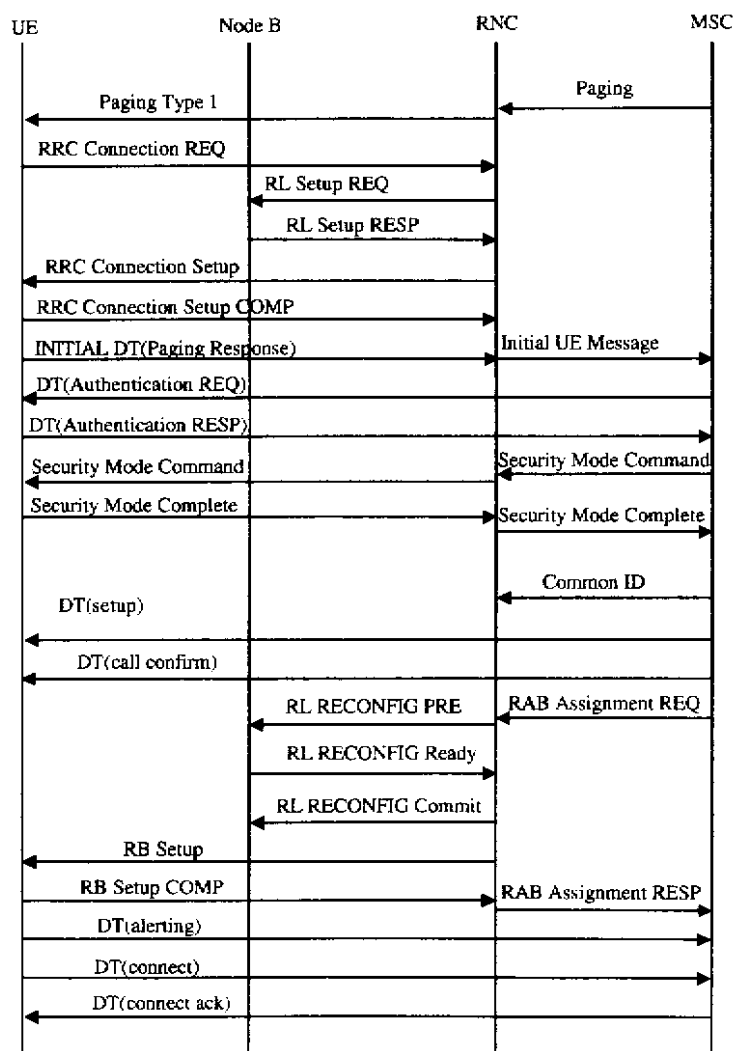 UE Node B RNC MSC
Paging
Paging Type 1
RRC Connection REQ
RL Setup REQ
RL Setup RESP
RRC Connection Setup
RRC Connection Setup COMP
INITIAL DT(Paging Response) Initial UE Message
DT(Authentication REQ)
DT(Authentication RESP)
Security Mode Command Security Mode Command
Security Mode Complete
Security Mode Complete
Common ID
DT(setup)
DT(call confirm)
RL RECONFIG PRE RAB Assignment REQ
RL RECONFIG Ready
RL RECONFIG Commit
RB Setup
RB Setup COMP RAB Assignment RESP
DT(alerting)
DT(connect)
DT(connect ack)